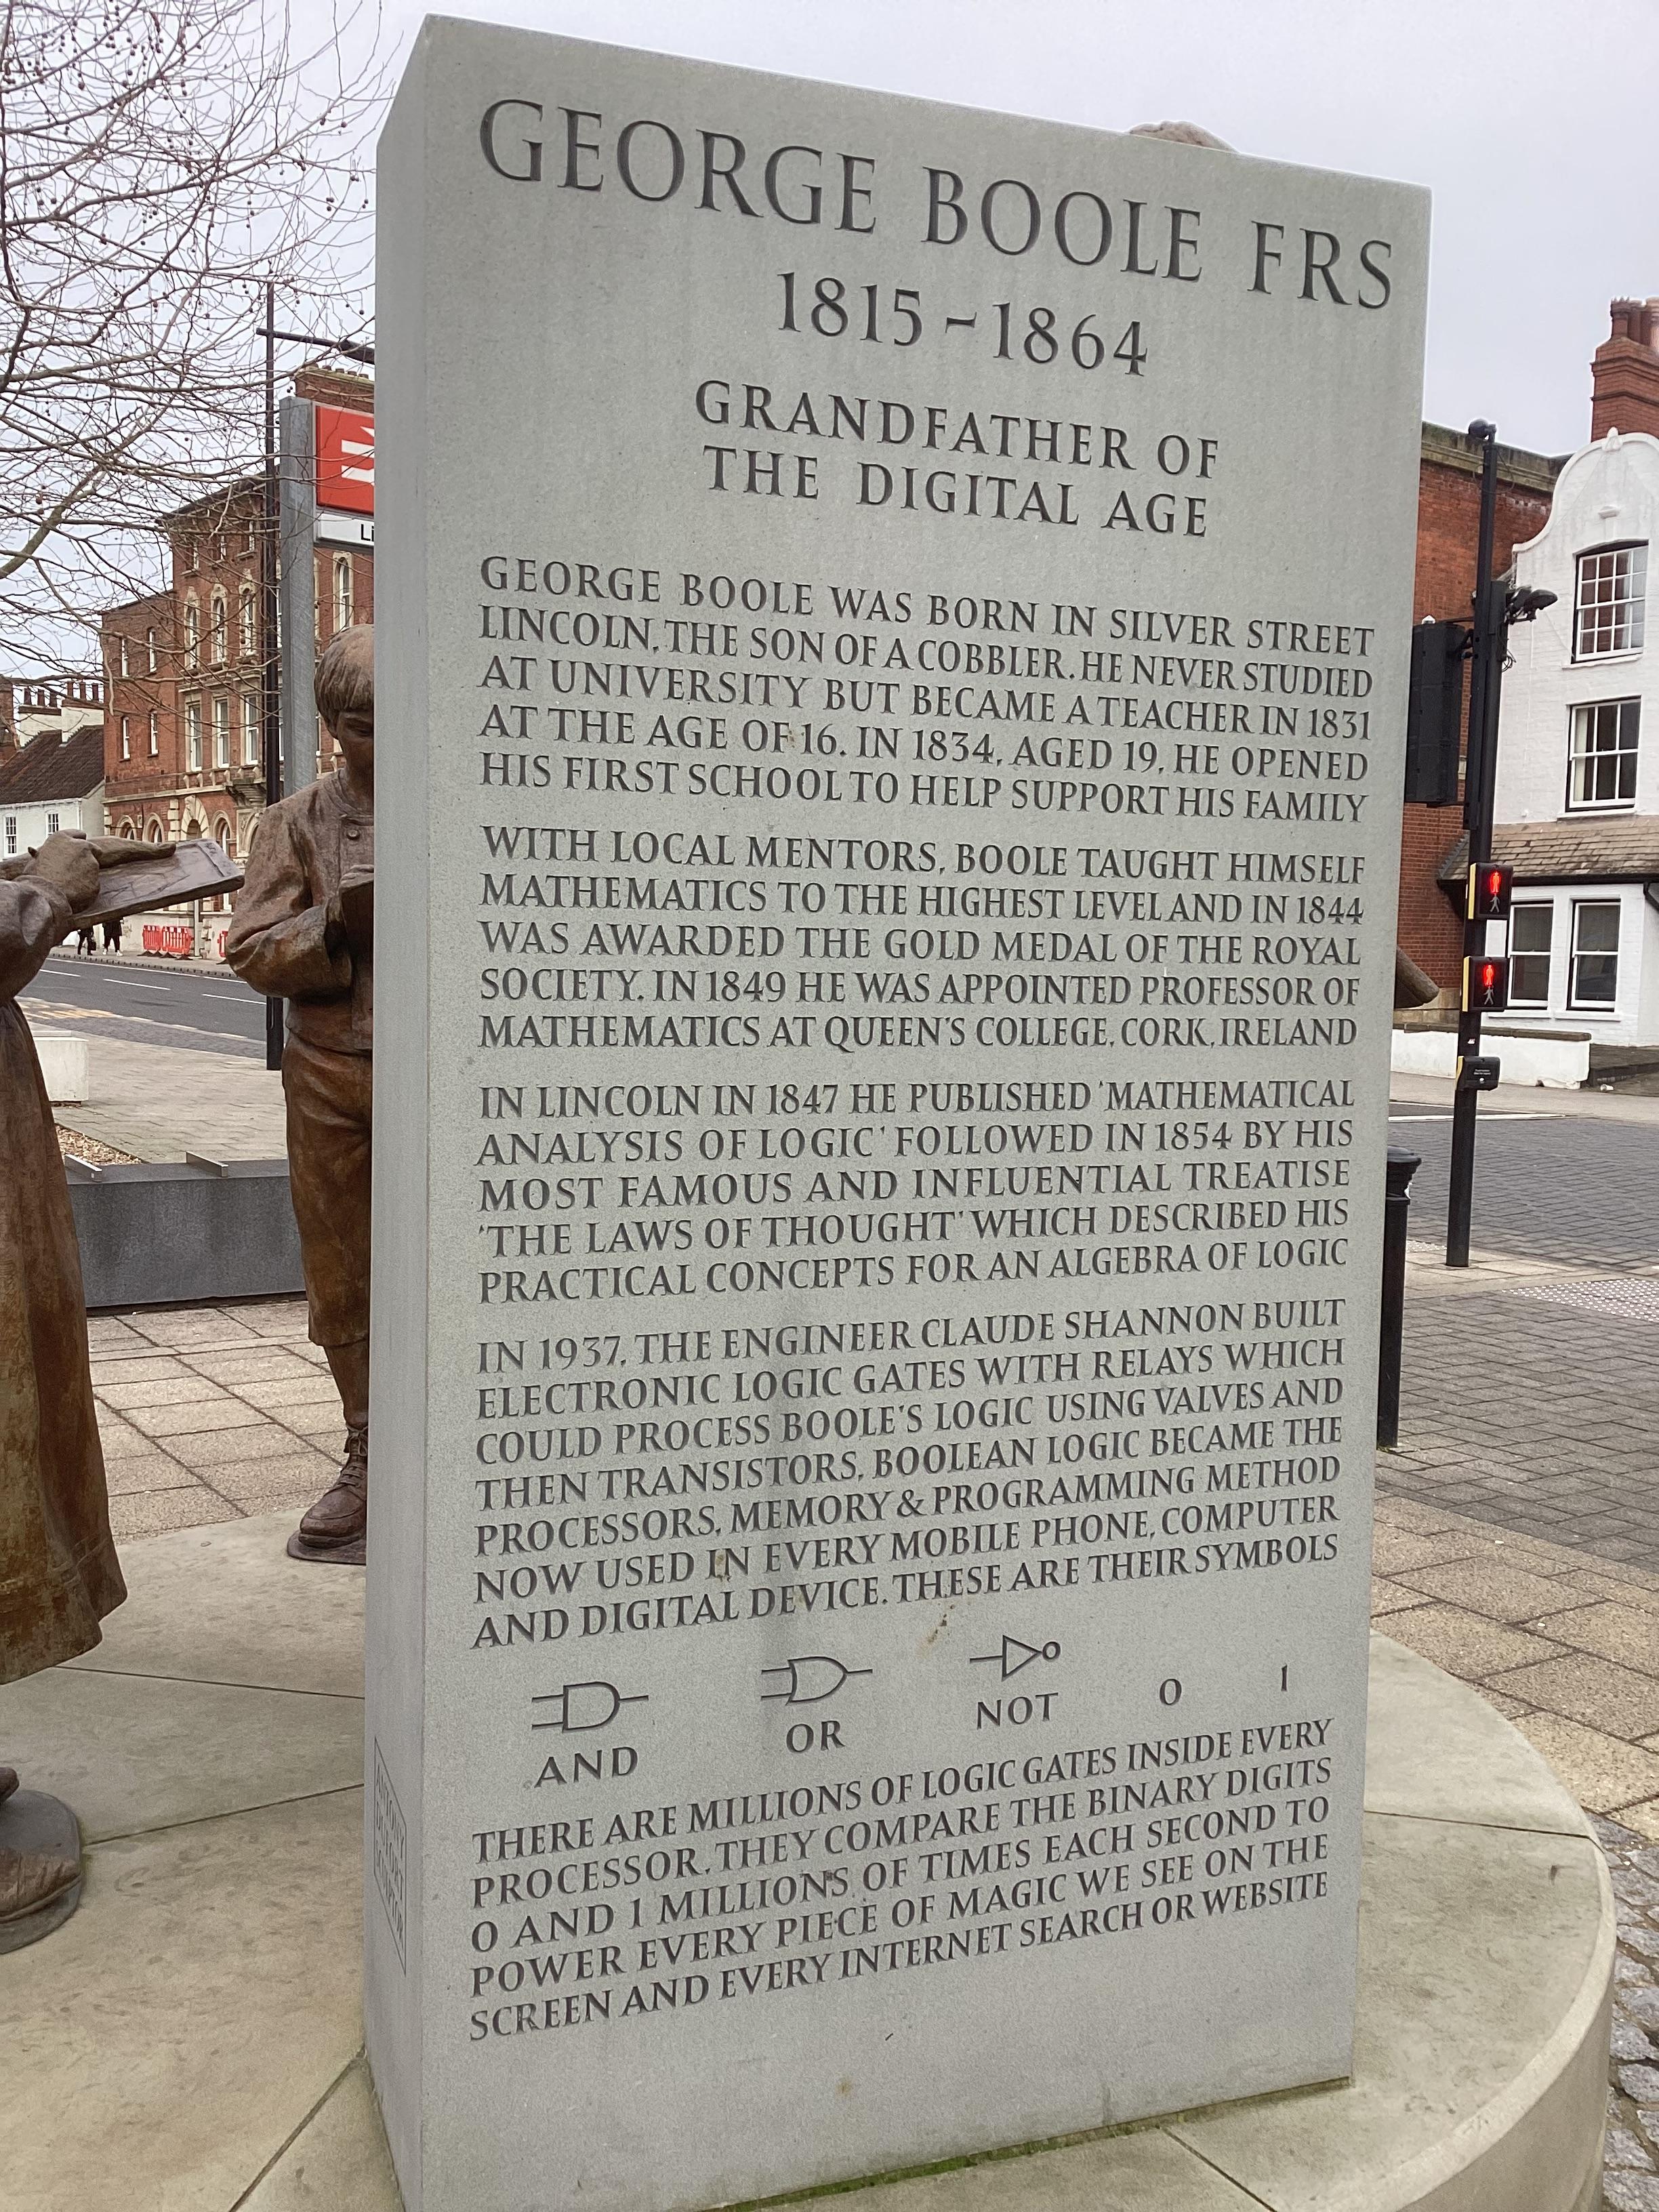 GEORGE BOOLE FRS
1815 – 1864
GRANDFATHER OF
THE DIGITAL AGE
GEORGE BOOLE WAS BORN IN SILVER STREET
LINCOLN, THE SON OF A COBBLER. HE NEVER STUDIED
AT UNIVERSITY BUT BECAME A TEACHER IN 1831
AT THE AGE OF 16. IN 1834, AGED 19, HE OPENED
HIS FIRST SCHOOL TO HELP SUPPORT HIS FAMILY
WITH LOCAL MENTORS, BOOLE TAUGHT HIMSELF
MATHEMATICS TO THE HIGHEST LEVEL AND IN 1844
WAS AWARDED THE GOLD MEDAL OF THE ROYAL
SOCIETY. IN 1849 HE WAS APPOINTED PROFESSOR OF
MATHEMATICS AT QUEEN'S COLLEGE, CORK, IRELAND
IN LINCOLN IN 1847 HE PUBLISHED 'MATHEMATICAL
ANALYSIS OF LOGIC' FOLLOWED IN 1854 BY HIS
MOST FAMOUS AND INFLUENTIAL TREATISE
'THE LAWS OF THOUGHT' WHICH DESCRIBED HIS
PRACTICAL CONCEPTS FOR AN ALGEBRA OF LOGIC
IN 1937, THE ENGINEER CLAUDE SHANNON BUILT
ELECTRONIC LOGIC GATES WITH RELAYS WHICH
COULD PROCESS BOOLE'S LOGIC USING VALVES AND
THEN TRANSISTORS, BOOLEAN LOGIC BECAME THE
PROCESSORS, MEMORY & PROGRAMMING METHOD
NOW USED IN EVERY MOBILE PHONE, COMPUTER
AND DIGITAL DEVICE. THESE ARE THEIR SYMBOLS
AND OR NOT 0 1
THERE ARE MILLIONS OF LOGIC GATES INSIDE EVERY
PROCESSOR. THEY COMPARE THE BINARY DIGITS
0 AND 1 MILLIONS OF TIMES EACH SECOND TO
POWER EVERY PIECE OF MAGIC WE SEE ON THE
SCREEN AND EVERY INTERNET SEARCH OR WEBSITE
ANTONY
DUFORT
SCULPTOR
Li